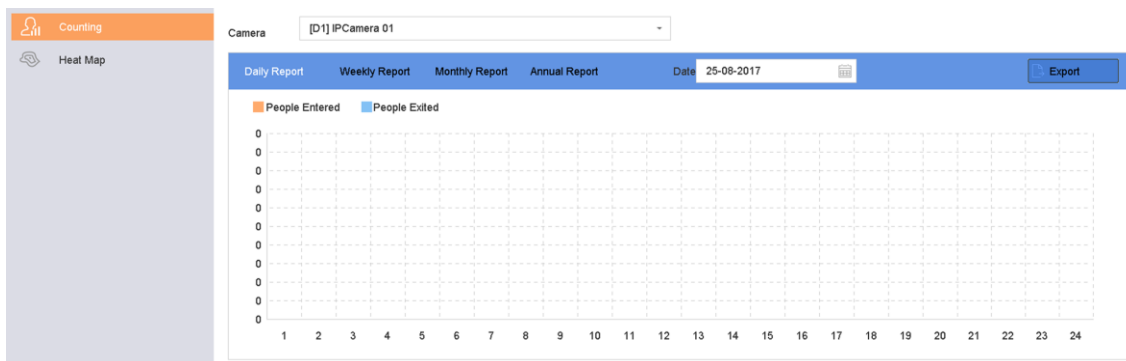 Counting
Heat Map
Camera [D1] IPCamera 01
Daily Report Weekly Report Monthly Report Annual Report Date 25-08-2017 Export
People Entered People Exited
0
0
0
0
0
0
0
0
0
0
0
1 2 3 4 5 6 7 8 9 10 11 12 13 14 15 16 17 18 19 20 21 22 23 24